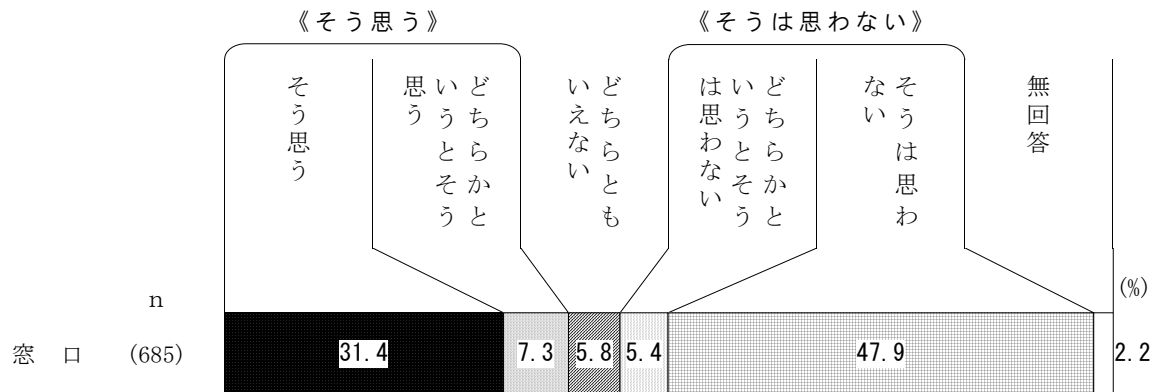 《そう思う》
《そうは思わない》
そう思う
どちらかと
いうとそう
思う
どちらとも
いえない
どちらかと
いうとそう
は思わない
そうは思わ
ない
無回答
n
(%)
窓 口 (685) 31.4 7.3 5.8 5.4 47.9 2.2